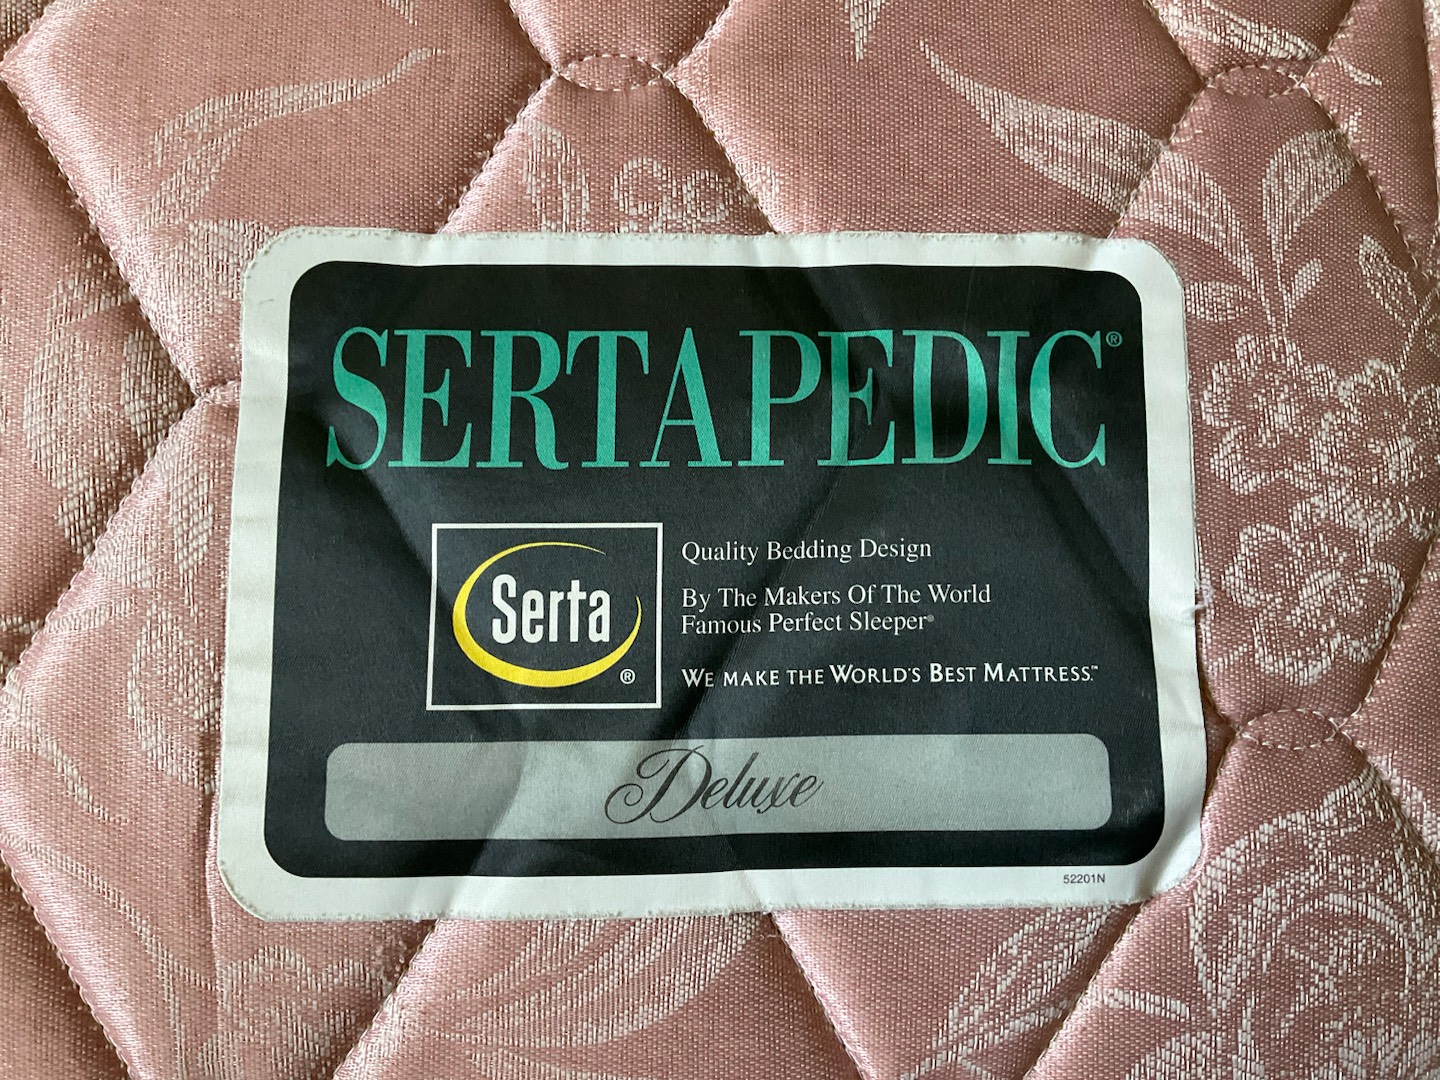 SERTAPEDIC®
Serta®
Quality Bedding Design
By The Makers Of The World
Famous Perfect Sleeper®
WE MAKE THE WORLD'S BEST MATTRESS.™
Deluxe
52201N